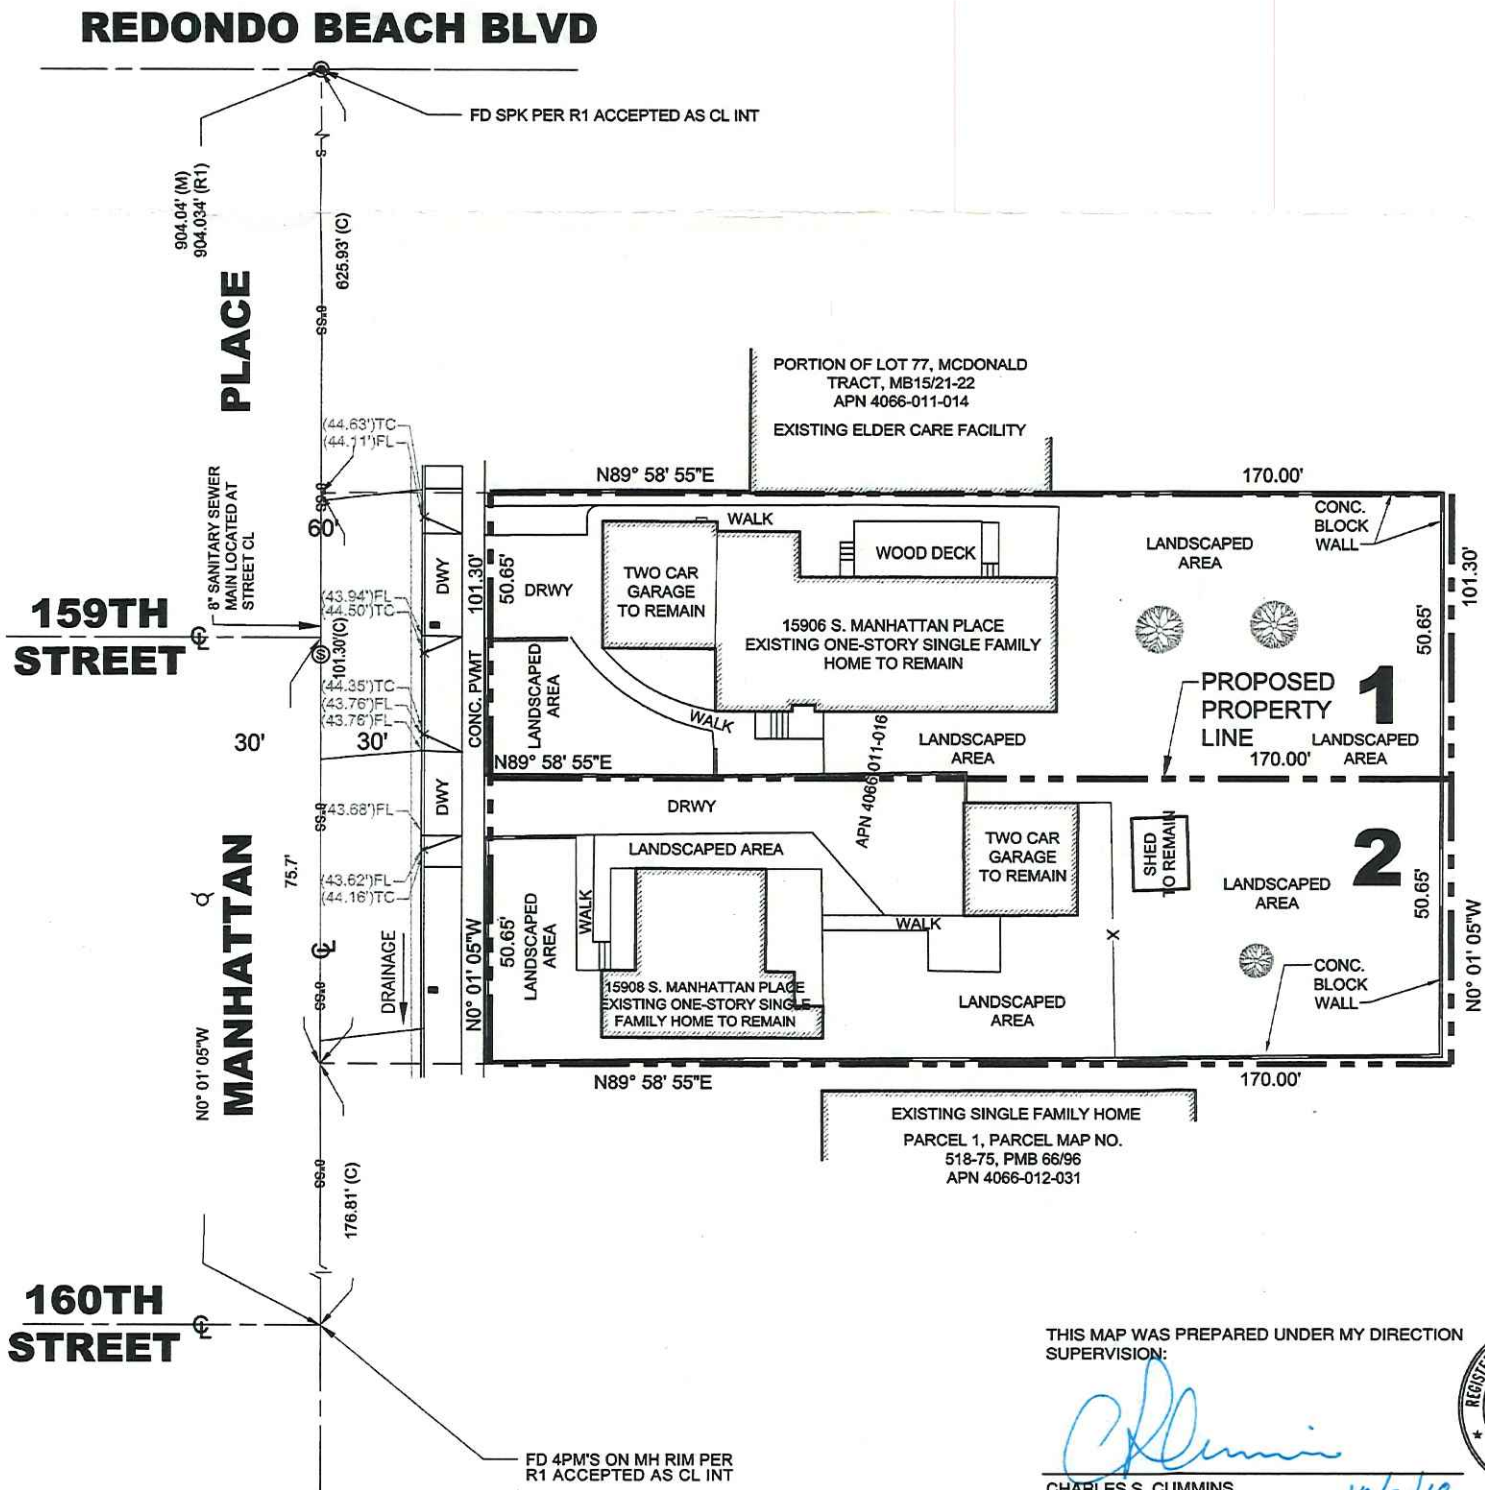 REDONDO BEACH BLVD
FD SPK PER R1 ACCEPTED AS CL INT
904.04' (M)
904.034' (R1)
625.93' (C)
PLACE
PORTION OF LOT 77, MCDONALD
TRACT, MB15/21-22
APN 4066-011-014
EXISTING ELDER CARE FACILITY
(44.63')TC
(44.11')FL
N89° 58' 55"E
170.00'
8" SANITARY SEWER
MAIN LOCATED AT
STREET CL
60'
WALK
CONC.
BLOCK
WALL
WOOD DECK
LANDSCAPED
AREA
DWY
101.30'
50.65'
DRWY
TWO CAR
GARAGE
TO REMAIN
101.30'
50.65'
(43.94')FL
(44.50')TC
159TH
STREET
S
101.30'(C)
15906 S. MANHATTAN PLACE
EXISTING ONE-STORY SINGLE FAMILY
HOME TO REMAIN
(44.35')TC
(43.76')FL
(43.76')FL
CONC. PVMT
LANDSCAPED
AREA
WALK
PROPOSED
PROPERTY
LINE
1
30'
30'
LANDSCAPED
AREA
LANDSCAPED
AREA
N89° 58' 55"E
170.00'
APN 4066-011-016
DWY
DRWY
(43.68')FL
LANDSCAPED AREA
TWO CAR
GARAGE
TO REMAIN
SHED
TO REMAIN
2
75.7'
(43.62')FL
(44.16')TC
LANDSCAPED
AREA
50.65'
MANHATTAN
WALK
WALK
X
50.65'
LANDSCAPED
AREA
DRAINAGE
N0° 01' 05"W
CONC.
BLOCK
WALL
N0° 01' 05"W
15908 S. MANHATTAN PLACE
EXISTING ONE-STORY SINGLE
FAMILY HOME TO REMAIN
LANDSCAPED
AREA
N0° 01' 05"W
N89° 58' 55"E
170.00'
EXISTING SINGLE FAMILY HOME
PARCEL 1, PARCEL MAP NO.
518-75, PMB 66/96
APN 4066-012-031
176.81' (C)
160TH
STREET
THIS MAP WAS PREPARED UNDER MY DIRECTION
SUPERVISION:
FD 4PM'S ON MH RIM PER
R1 ACCEPTED AS CL INT
CHARLES S. CUMMINS